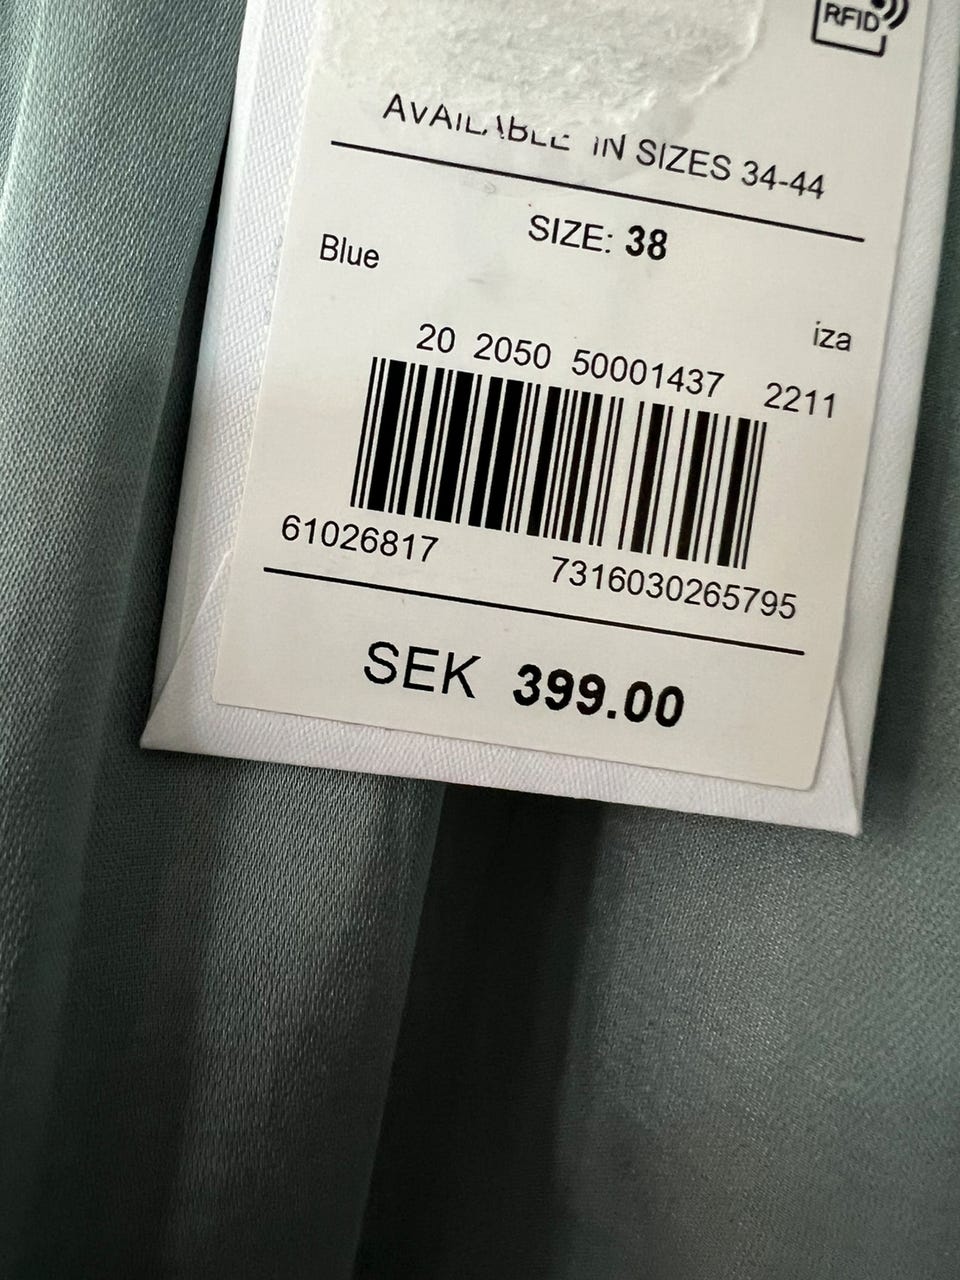 RFID
AVAILABLE IN SIZES 34-44
SIZE: 38
Blue
iza
20 2050 50001437 2211
61026817 7316030265795
SEK 399.00